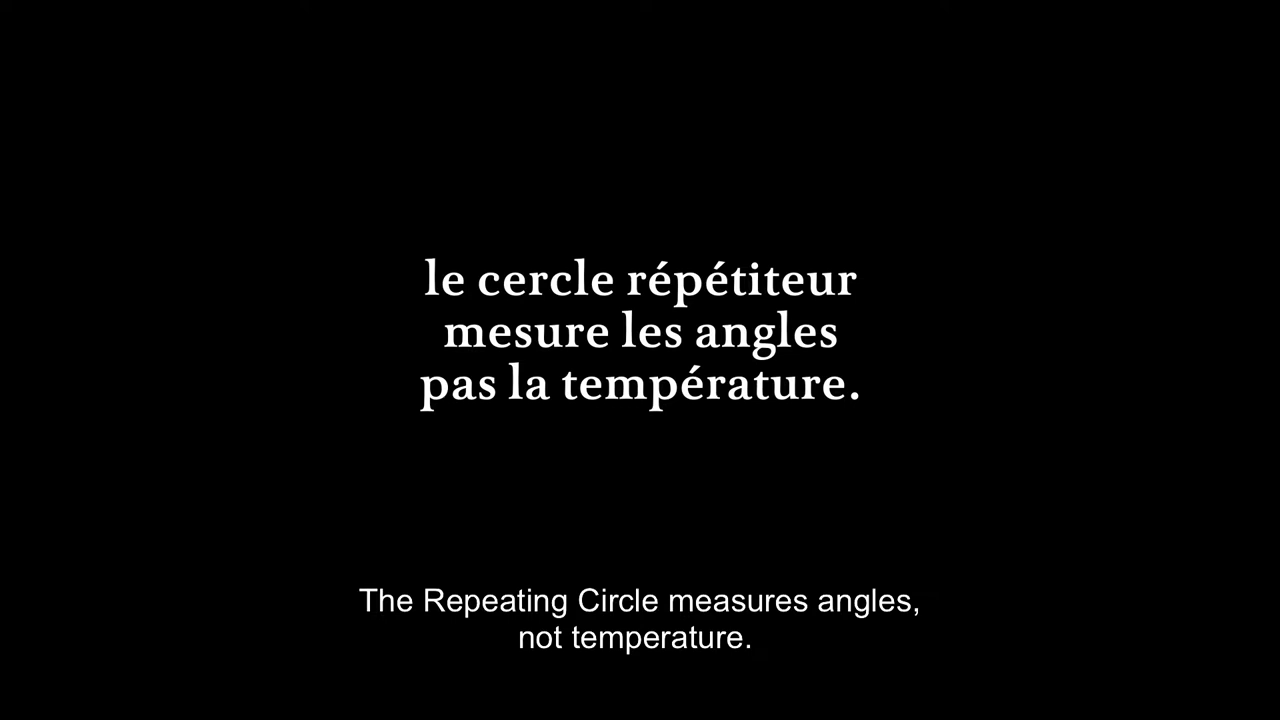 le cercle répétiteur
mesure les angles
pas la température.
The Repeating Circle measures angles,
not temperature.